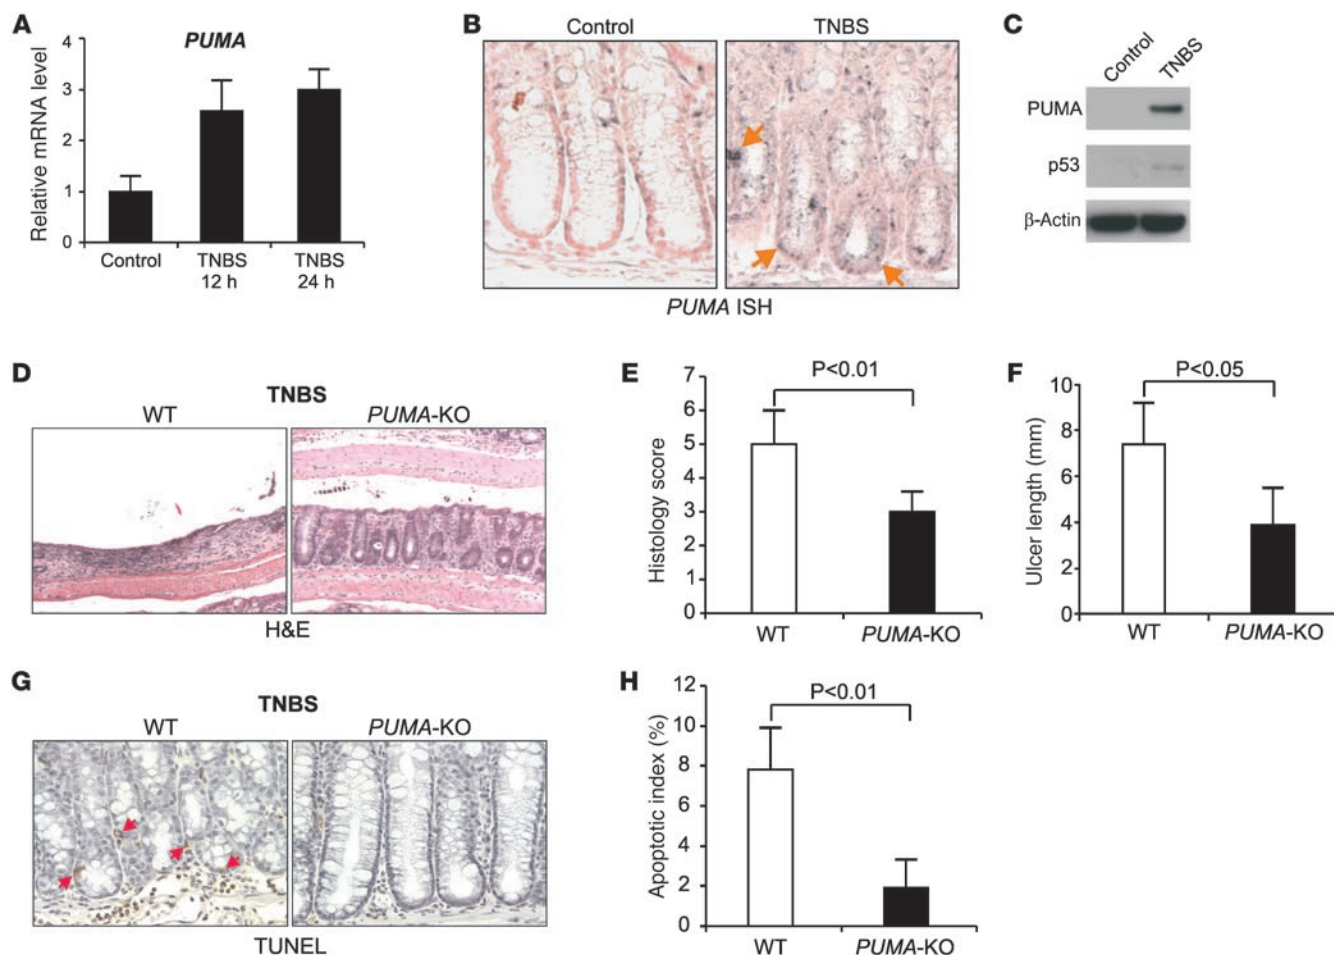 A
PUMA
Relative mRNA level
4
3
2
1
0
Control
TNBS
12 h
TNBS
24 h
B
Control
TNBS
PUMA ISH
C
Control
TNBS
PUMA
p53
β-Actin
D
TNBS
WT
PUMA-KO
H&E
E
P<0.01
Histology score
7
6
5
4
3
2
1
0
WT
PUMA-KO
F
P<0.05
Ulcer length (mm)
10
8
6
4
2
0
WT
PUMA-KO
G
TNBS
WT
PUMA-KO
TUNEL
H
P<0.01
Apoptotic index (%)
12
10
8
6
4
2
0
WT
PUMA-KO